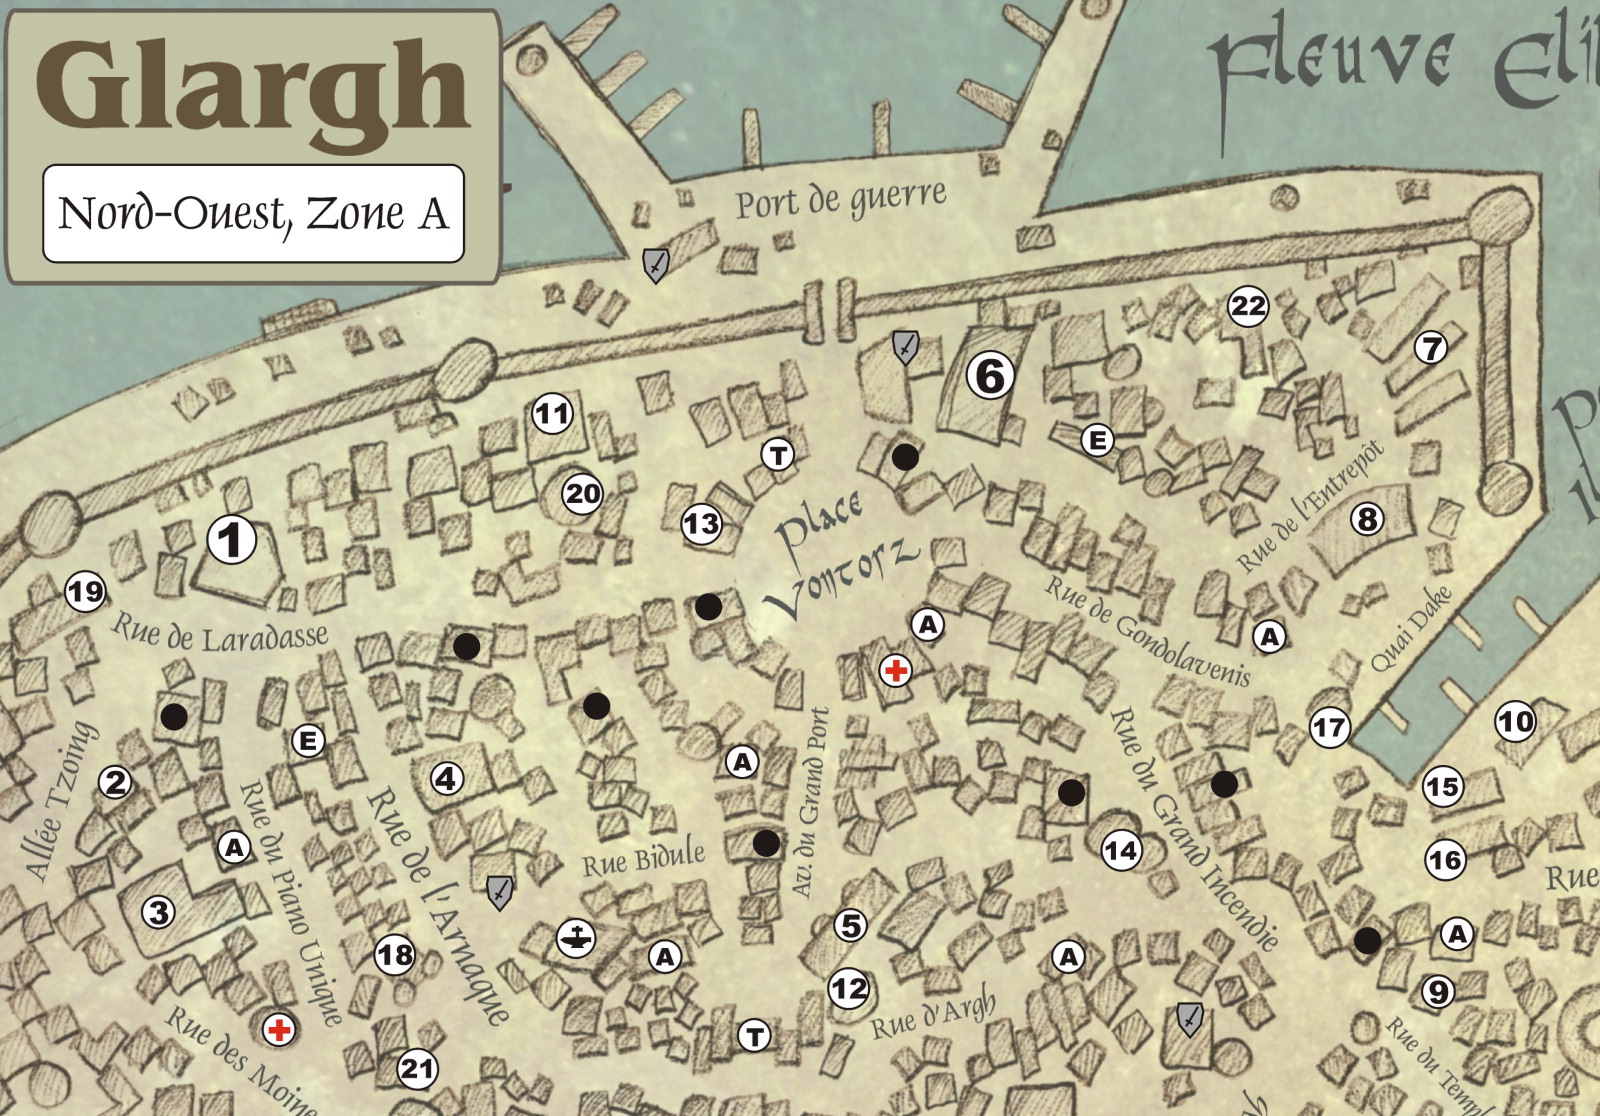 Glargh
Nord-Ouest, Zone A
Fleuve
Port de guerre
22
7
6
11
T
E
20
13
Place
Vontorz
Rue de l'Entrepôt
8
1
19
Rue de Laradasse
A
Rue de Gondolavenis
A
Quai Dake
17
10
E
A
Av. du Grand Port
Rue du Grand Incendie
15
Allée Tzoing
2
4
Rue du Piano Unique
Rue de l'Arnaque
A
Rue Bidule
14
16
Rue
3
5
18
A
A
A
9
12
Rue d'Argh
T
Rue des Moine
21
Rue du Templ